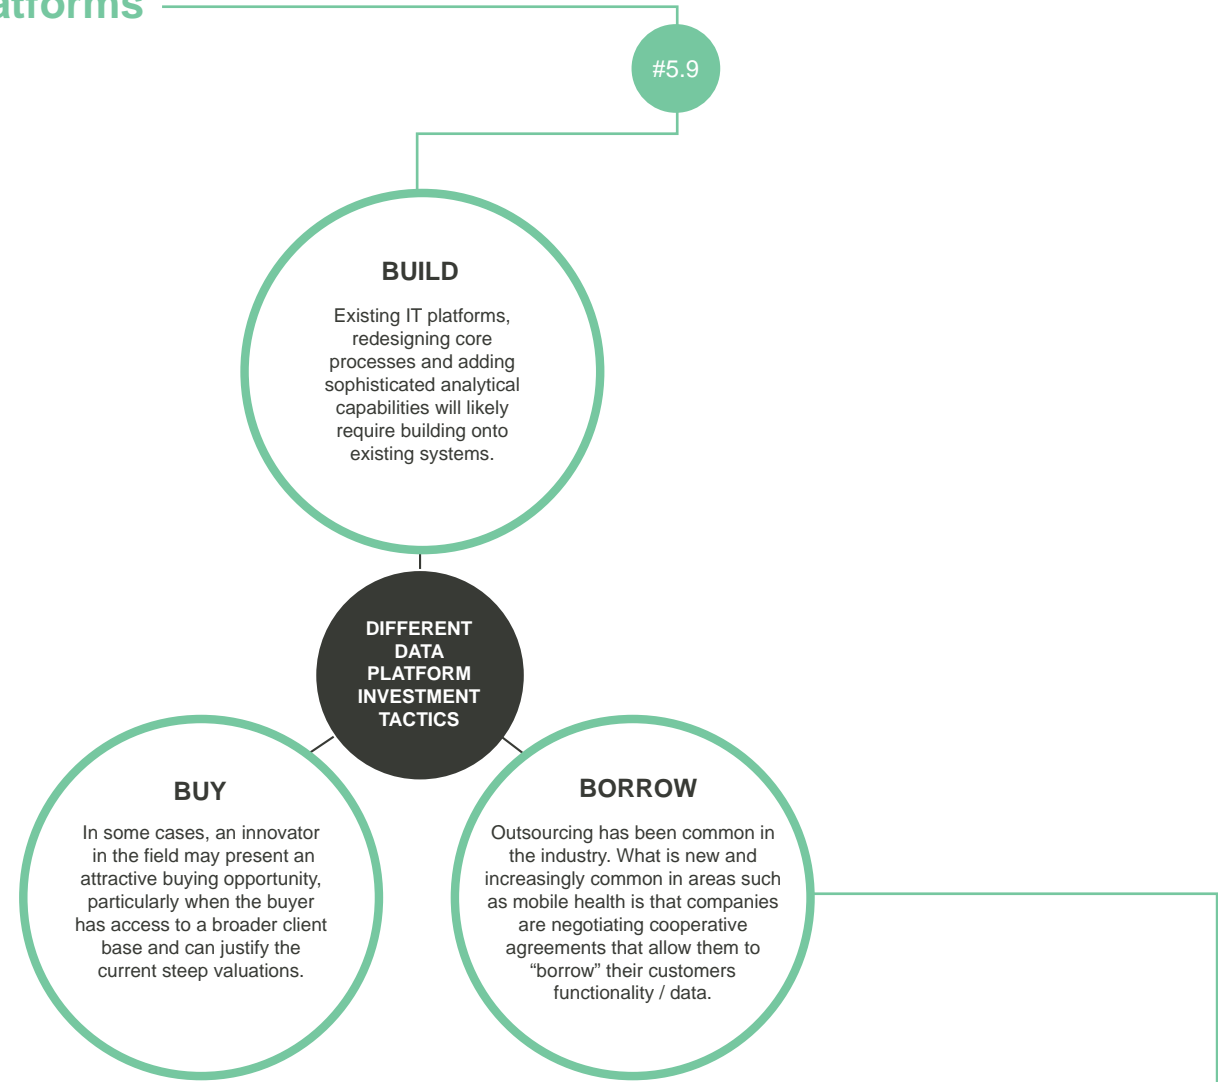 #5.9
BUILD
Existing IT platforms,
redesigning core
processes and adding
sophisticated analytical
capabilities will likely
require building onto
existing systems.
DIFFERENT
DATA
PLATFORM
INVESTMENT
TACTICS
BUY
In some cases, an innovator
in the field may present an
attractive buying opportunity,
particularly when the buyer
has access to a broader client
base and can justify the
current steep valuations.
BORROW
Outsourcing has been common in
the industry. What is new and
increasingly common in areas such
as mobile health is that companies
are negotiating cooperative
agreements that allow them to
“borrow” their customers
functionality / data.